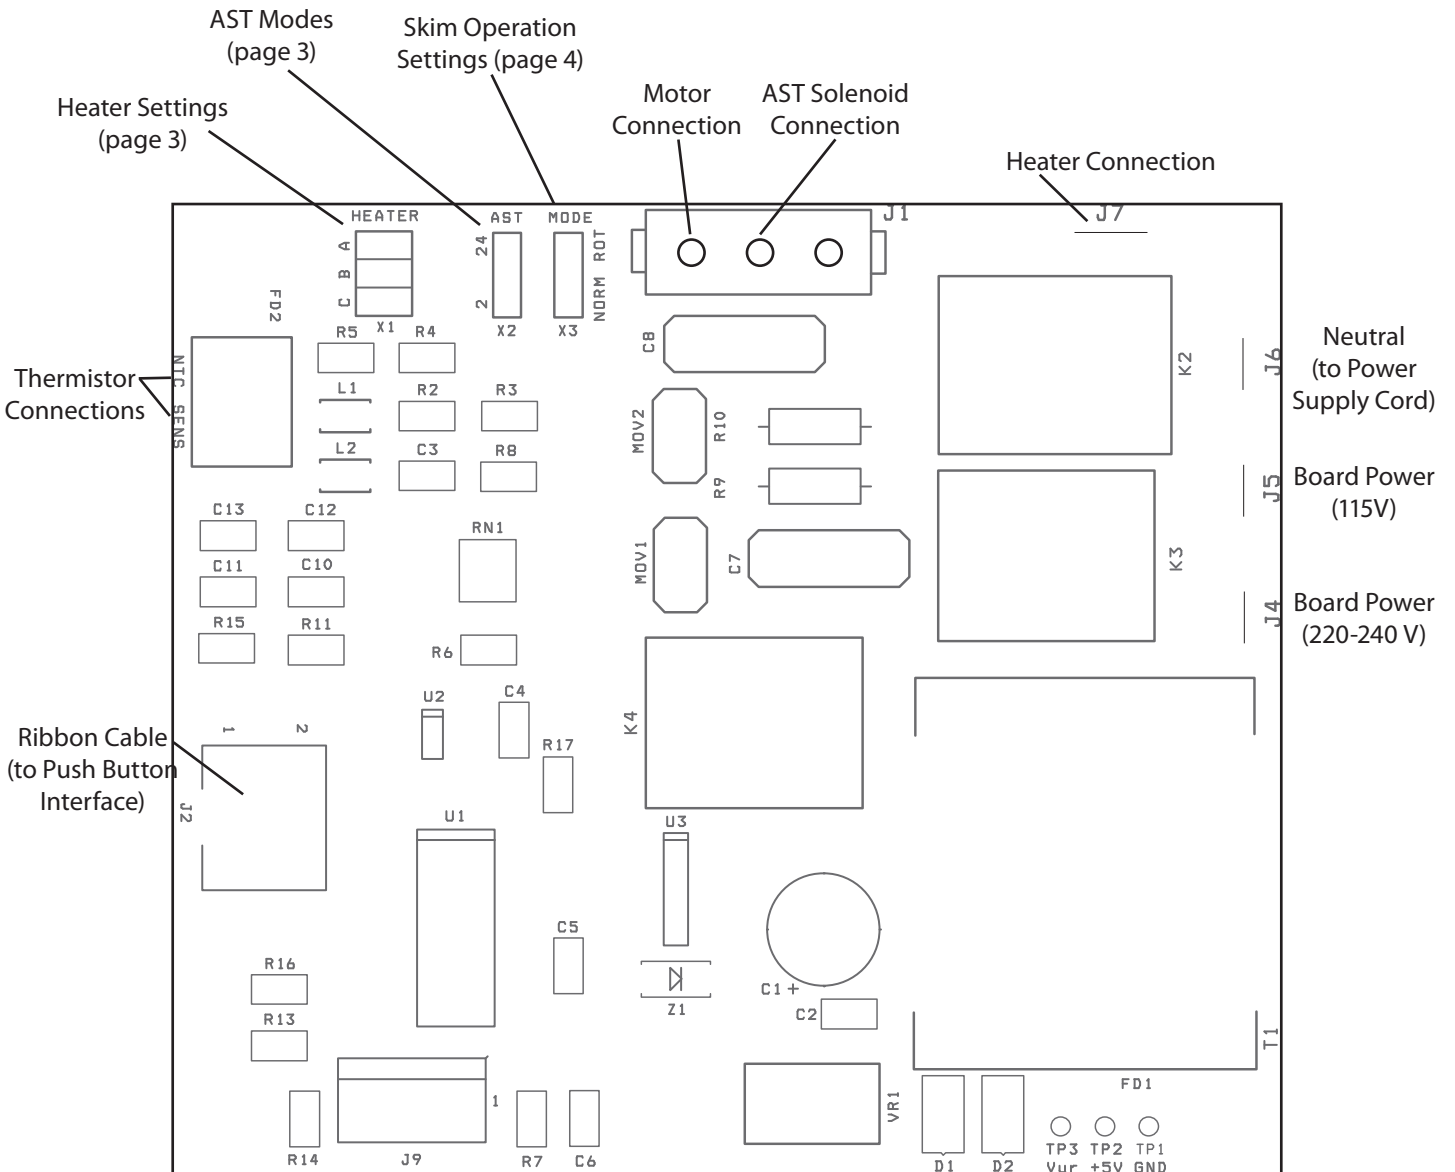 AST Modes
(page 3)
Skim Operation
Settings (page 4)
Heater Settings
(page 3)
Motor
Connection
AST Solenoid
Connection
Heater Connection
HEATER
AST
MODE
J1
J7
A
B
C
24
2
ROT
NORM
X1
X2
X3
FD2
R5
R4
C8
K2
J6
Neutral
(to Power
Supply Cord)
Thermistor
Connections
NTC
SENS
L1
R2
R3
MOV2
R10
L2
C3
R8
R9
J5
Board Power
(115V)
C13
C12
RN1
MOV1
C7
K3
C11
C10
J4
Board Power
(220-240 V)
R15
R11
R6
U2
C4
K4
1
2
R17
Ribbon Cable
(to Push Button
Interface)
J2
U1
U3
C5
R16
Z1
C1 +
C2
R13
T1
FD1
1
VR1
R14
J9
R7
C6
D1
D2
TP3
TP2
TP1
Vur
+5V
GND